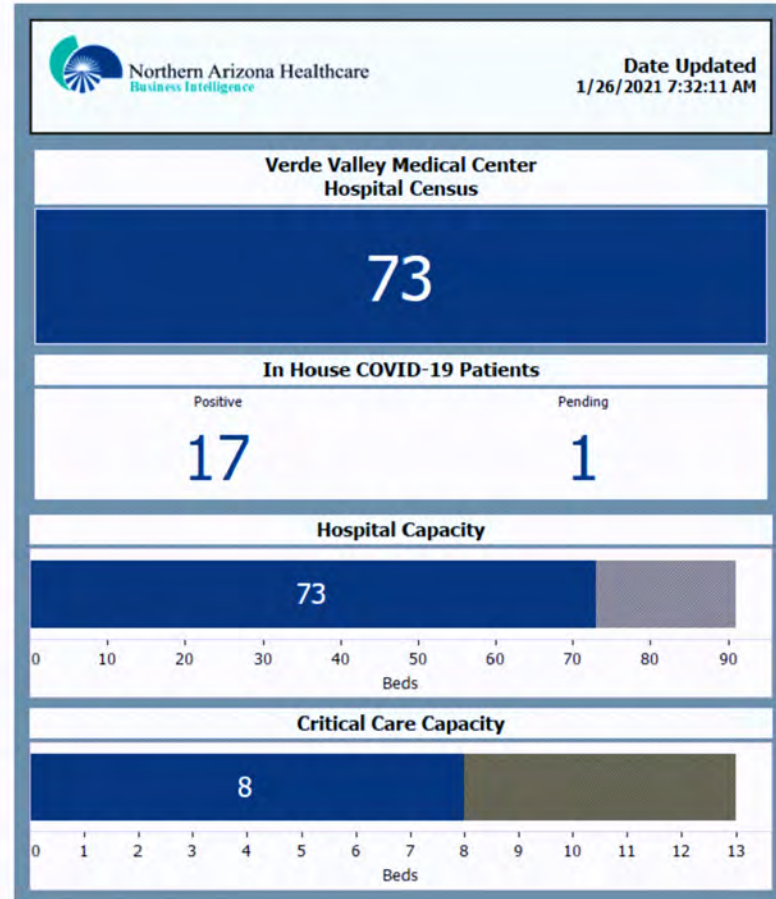 Northern Arizona Healthcare
Business Intelligence
Date Updated
1/26/2021 7:32:11 AM
Verde Valley Medical Center
Hospital Census
73
In House COVID-19 Patients
Positive Pending
17 1
Hospital Capacity
73
0 10 20 30 40 50 60 70 80 90
Beds
Critical Care Capacity
8
0 1 2 3 4 5 6 7 8 9 10 11 12 13
Beds